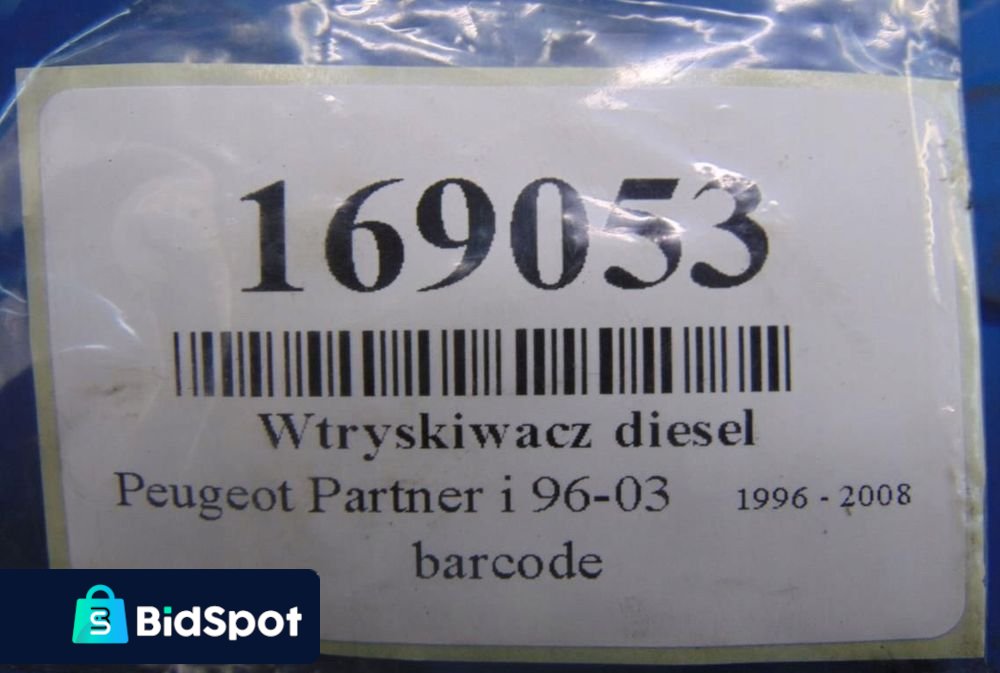 169053
Wtryskiwacz diesel
Peugeot Partner i 96-03 1996 - 2008
barcode
BidSpot